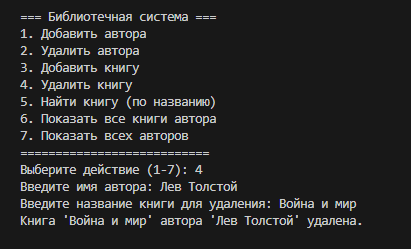 === Библиотечная система ===
1. Добавить автора
2. Удалить автора
3. Добавить книгу
4. Удалить книгу
5. Найти книгу (по названию)
6. Показать все книги автора
7. Показать всех авторов
===========================
Выберите действие (1-7): 4
Введите имя автора: Лев Толстой
Введите название книги для удаления: Война и мир
Книга 'Война и мир' автора 'Лев Толстой' удалена.